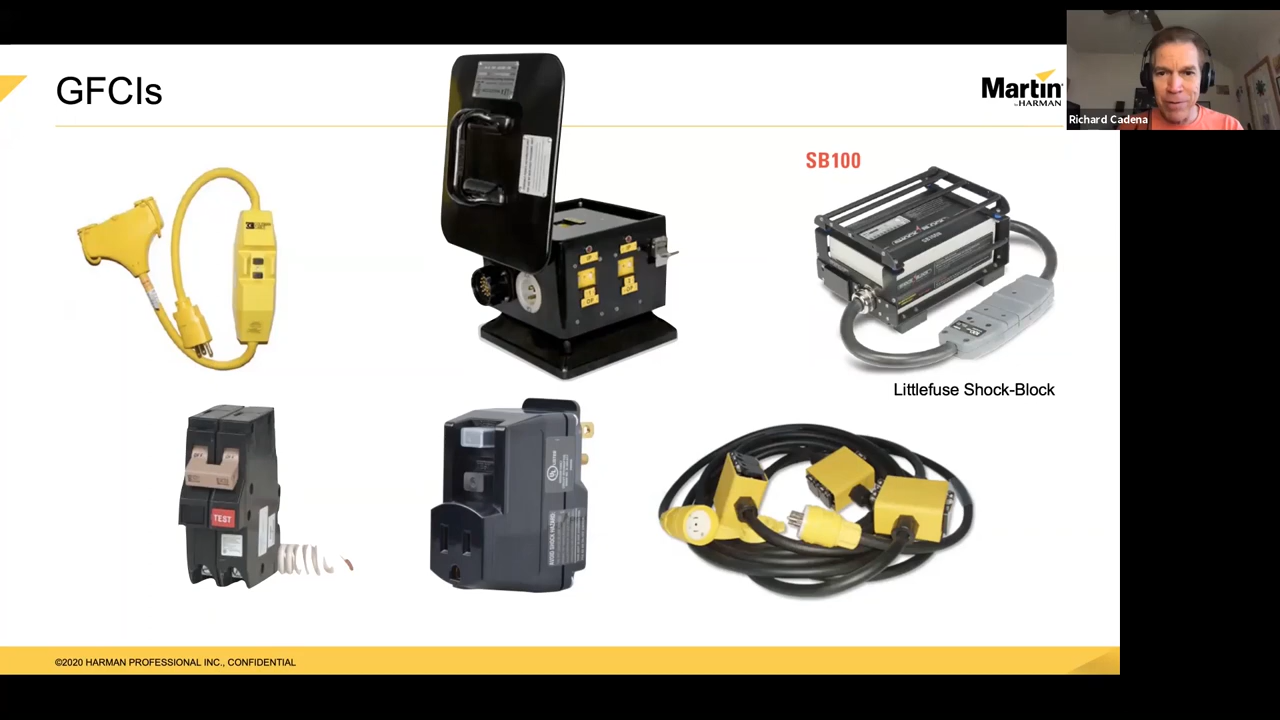 GFCIs
Martin
by HARMAN
Richard Cadena
SB100
Littlefuse Shock-Block
TEST
©2020 HARMAN PROFESSIONAL INC., CONFIDENTIAL